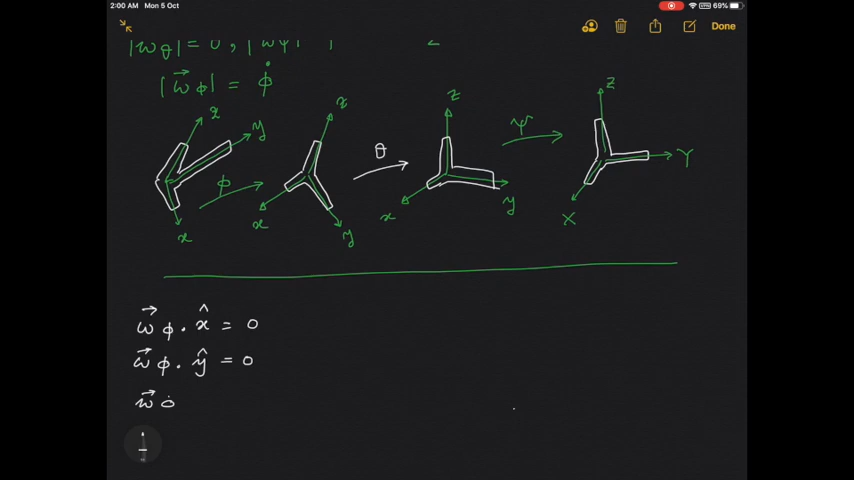 2:00 AM Mon 5 Oct 69%
Done
|ω̇
|ω⃗ ϕ| = ϕ̇
z y x ϕ
z x y θ
z x y ψ
Z Y X
ω⃗ ϕ . x̂ = 0
ω⃗ ϕ . ŷ = 0
ω⃗